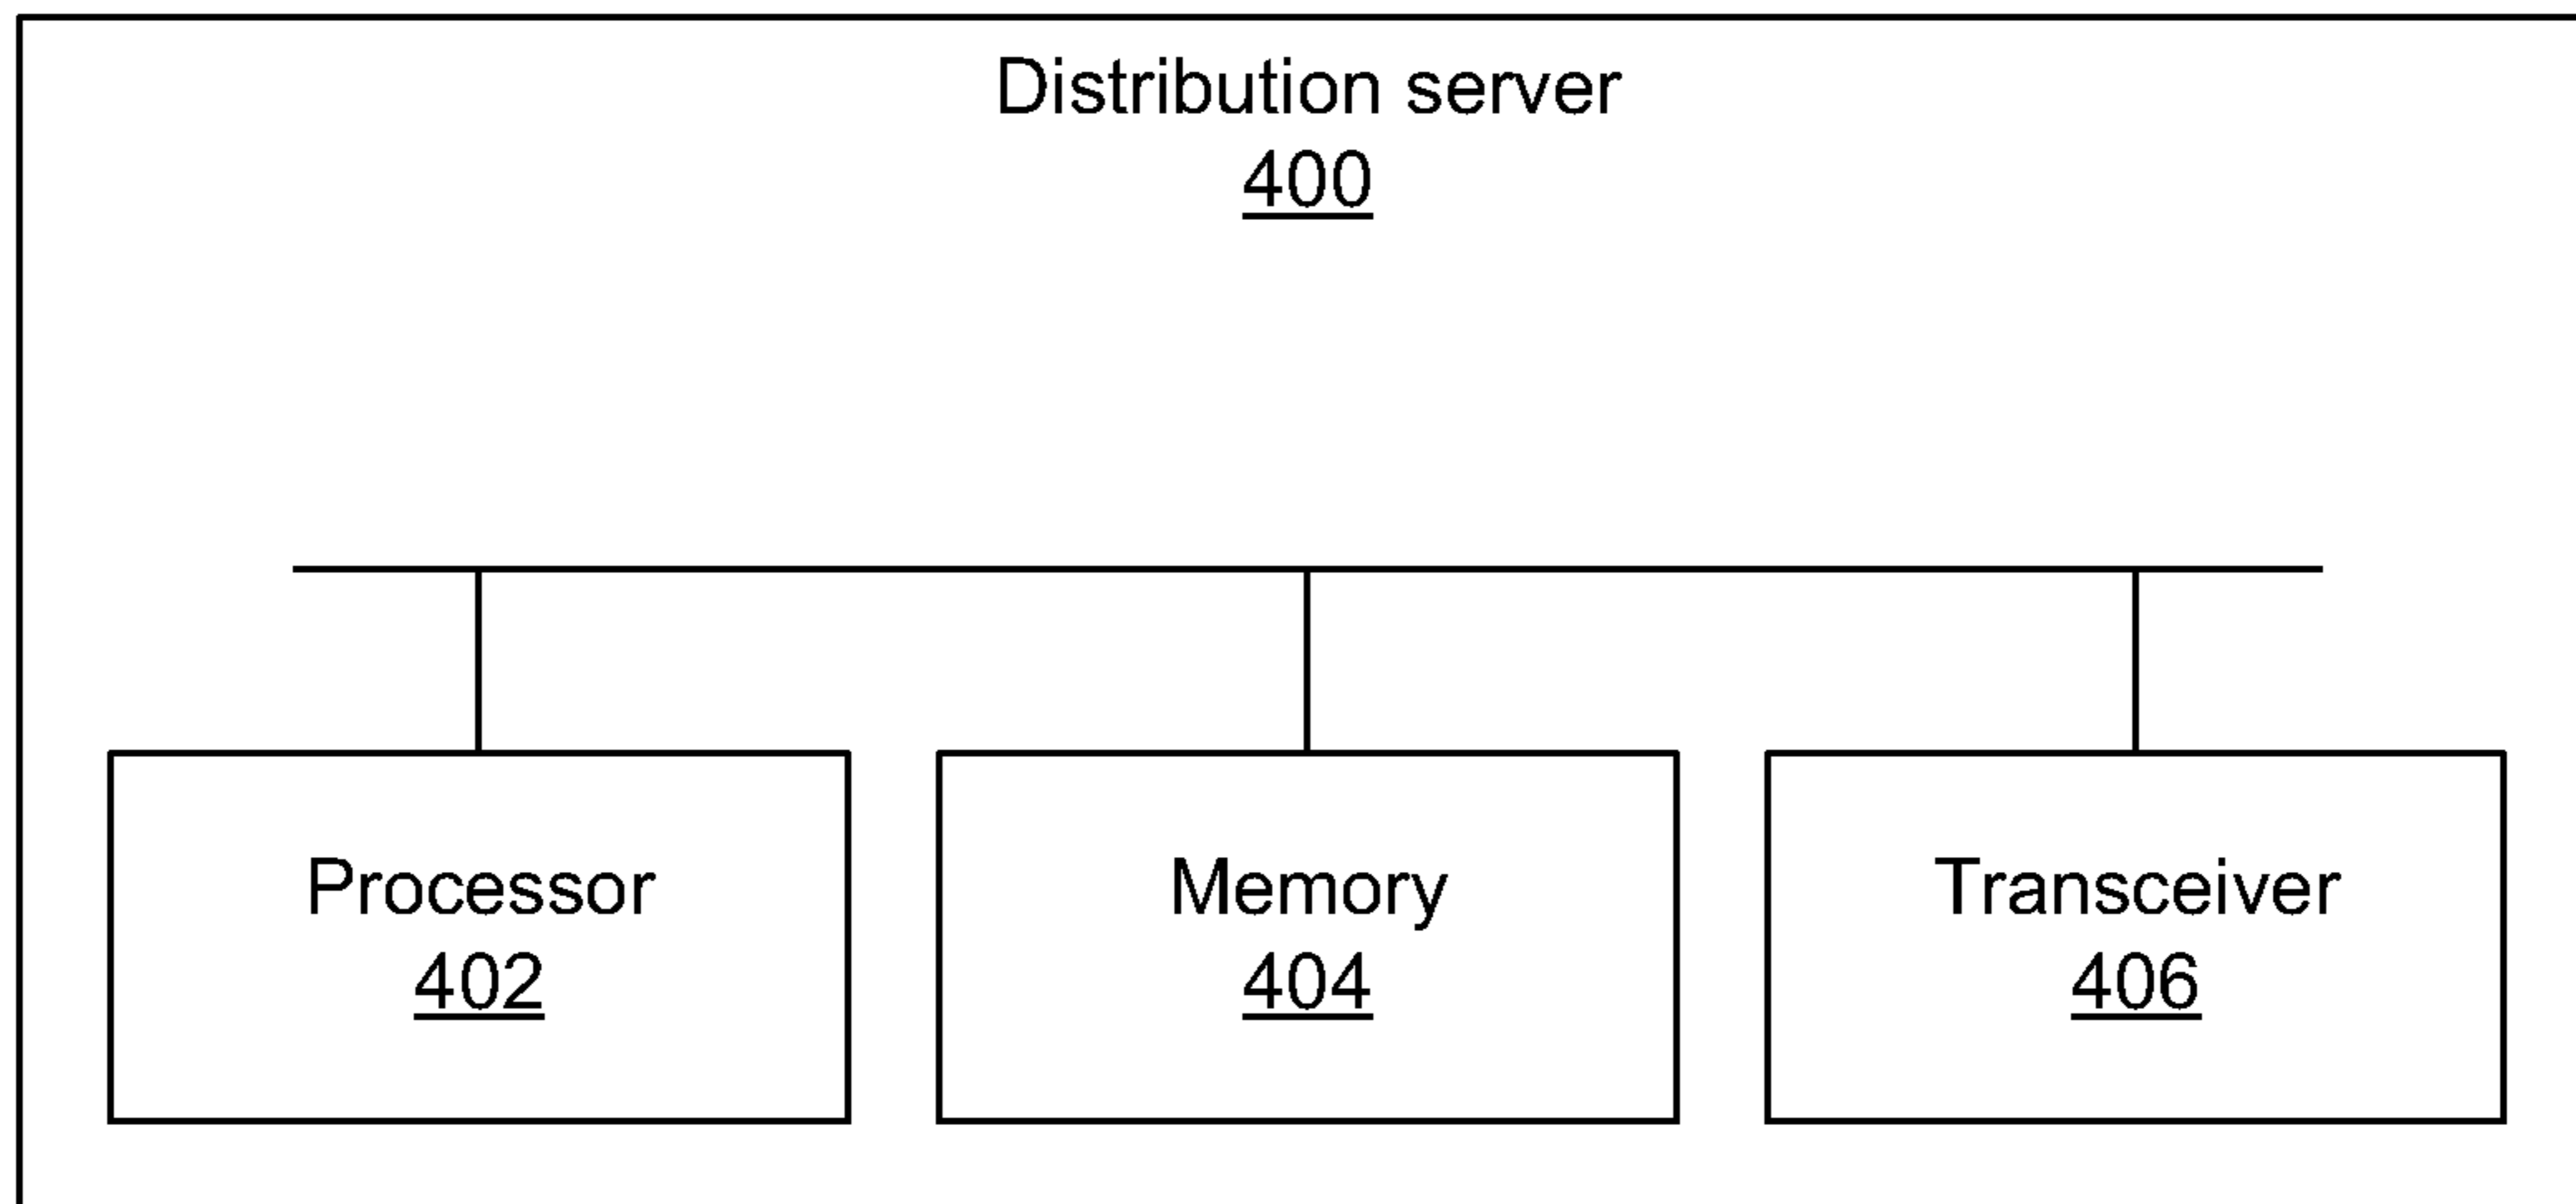 Distribution server
400
Processor
402
Memory
404
Transceiver
406